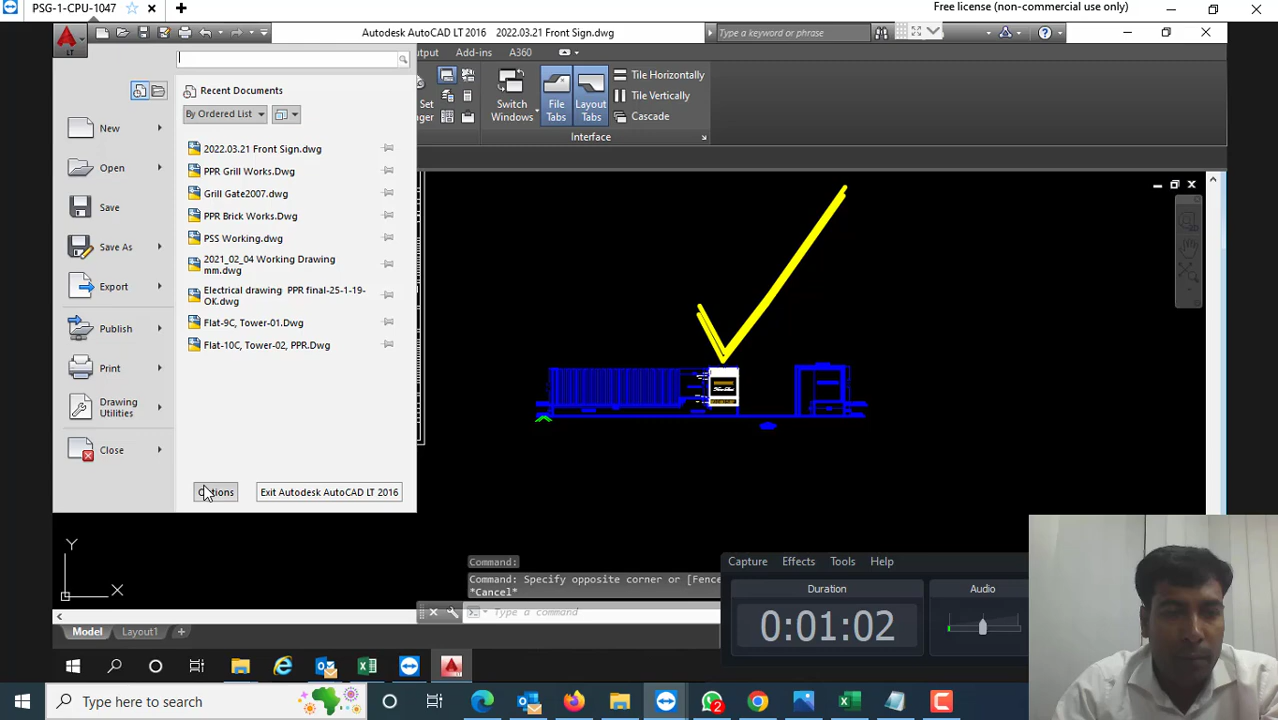 PSG-1-CPU-1047
Free license (non-commercial use only)
Autodesk AutoCAD LT 2016 2022.03.21 Front Sign.dwg
Type a keyword or phrase
LT
Add-ins A360
Recent Documents
By Ordered List
New
Open
Save
Save As
Export
Publish
Print
Drawing
Utilities
Close
2022.03.21 Front Sign.dwg
PPR Grill Works.Dwg
Grill Gate2007.dwg
PPR Brick Works.Dwg
PSS Working.dwg
2021_02_04 Working Drawing
mm.dwg
Electrical drawing PPR final-25-1-19-
OK.dwg
Flat-9C, Tower-01.Dwg
Flat-10C, Tower-02, PPR.Dwg
Exit Autodesk AutoCAD LT 2016
Set
Switch
Windows
File
Tabs
Layout
Tabs
Tile Horizontally
Tile Vertically
Cascade
Interface
Y
X
Command:
Command: Specify opposite corner or [Fence
*Cancel*
Type a command
Model
Layout1
Capture Effects Tools Help
Duration
0:01:02
Audio
Type here to search
2